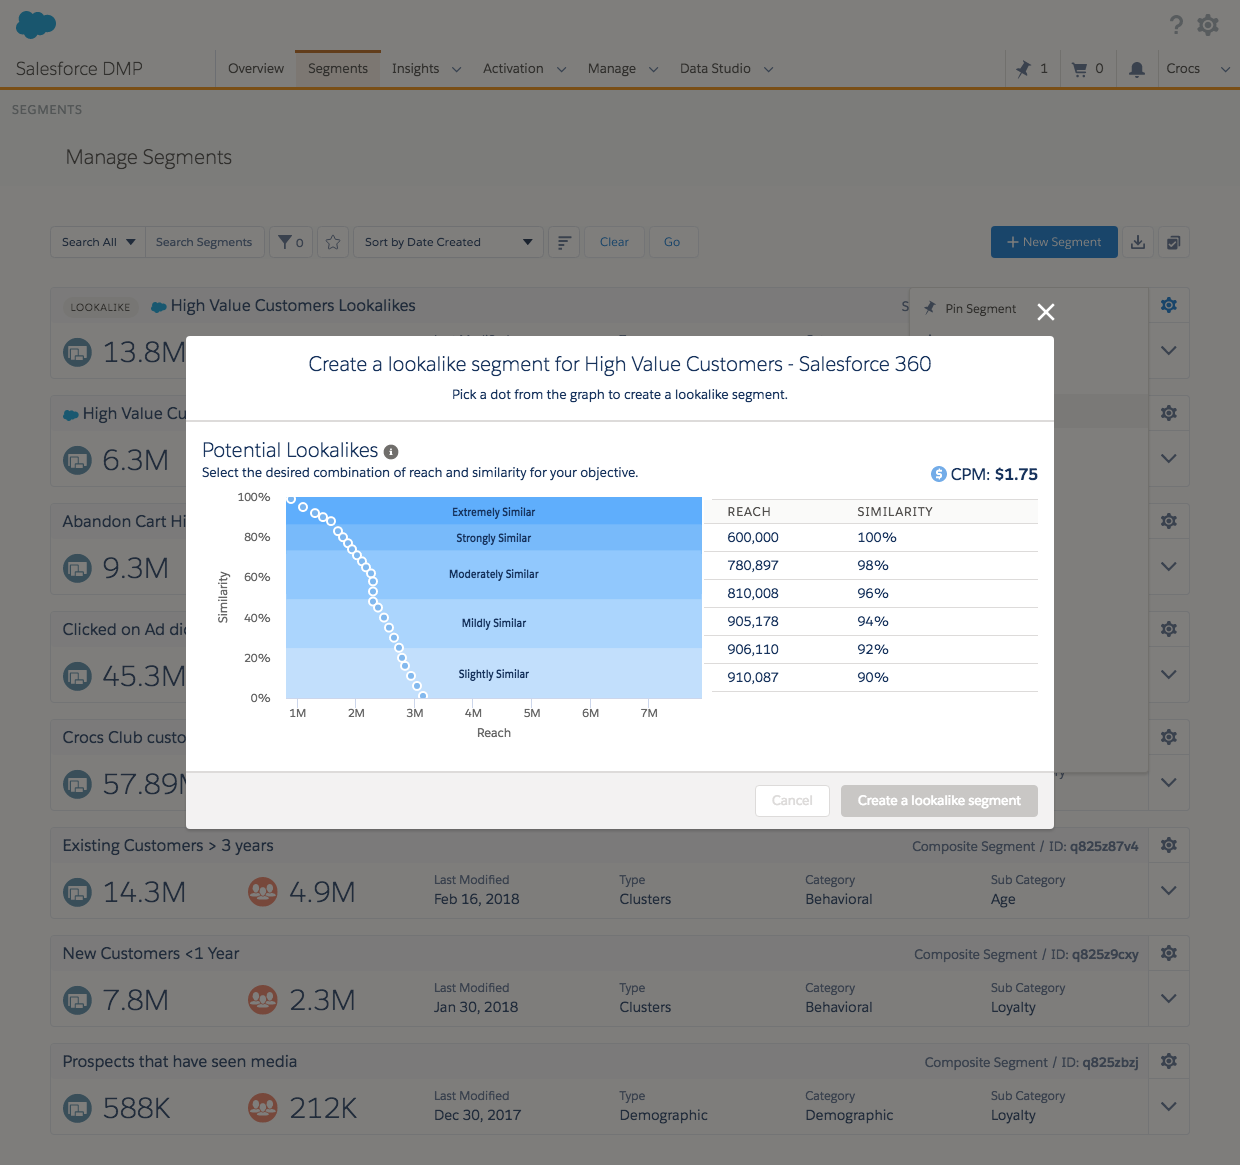 Salesforce DMP
Overview
Segments
Insights
Activation
Manage
Data Studio
1
0
Crocs
SEGMENTS
Manage Segments
Search All
Search Segments
0
Sort by Date Created
Clear
Go
+ New Segment
LOOKALIKE
High Value Customers Lookalikes
S
Pin Segment
13.8M
High Value Cu
6.3M
Abandon Cart Hi
9.3M
Clicked on Ad di
45.3M
Crocs Club custo
57.89M
Create a lookalike segment for High Value Customers - Salesforce 360
Pick a dot from the graph to create a lookalike segment.
Potential Lookalikes
Select the desired combination of reach and similarity for your objective.
$ CPM: $1.75
100%
80%
60%
40%
20%
0%
Similarity
Extremely Similar
Strongly Similar
Moderately Similar
Mildly Similar
Slightly Similar
1M 2M 3M 4M 5M 6M 7M
Reach
REACH SIMILARITY
600,000 100%
780,897 98%
810,008 96%
905,178 94%
906,110 92%
910,087 90%
Cancel
Create a lookalike segment
Existing Customers > 3 years
Composite Segment / ID: q825z87v4
14.3M
4.9M
Last Modified
Feb 16, 2018
Type
Clusters
Category
Behavioral
Sub Category
Age
New Customers <1 Year
Composite Segment / ID: q825z9cxy
7.8M
2.3M
Last Modified
Jan 30, 2018
Type
Clusters
Category
Behavioral
Sub Category
Loyalty
Prospects that have seen media
Composite Segment / ID: q825zbzj
588K
212K
Last Modified
Dec 30, 2017
Type
Demographic
Category
Demographic
Sub Category
Loyalty